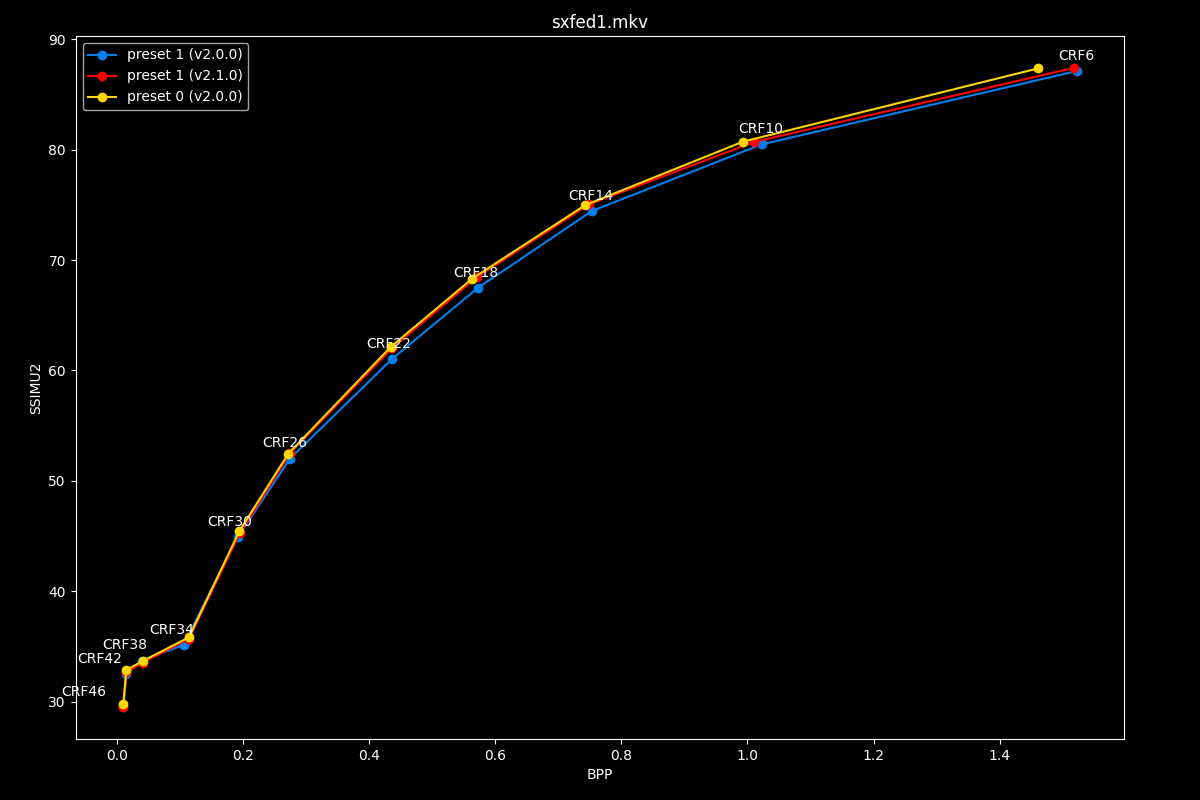 sxfed1.mkv
preset 1 (v2.0.0)
preset 1 (v2.1.0)
preset 0 (v2.0.0)
90
80
70
60
50
40
30
SSIMU2
CRF6
CRF10
CRF14
CRF18
CRF22
CRF26
CRF30
CRF34
CRF38
CRF42
CRF46
0.0 0.2 0.4 0.6 0.8 1.0 1.2 1.4
BPP